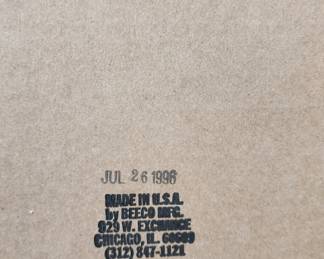 JUL 26 1996
MADE IN U.S.A.
by BEECO MFG.
929 W. EXCHANGE
CHICAGO, IL. 60609
(312) 847-1121